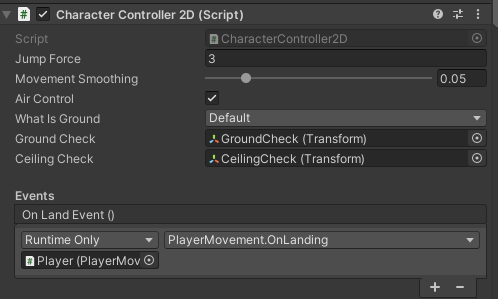 Character Controller 2D (Script)
Script CharacterController2D
Jump Force 3
Movement Smoothing 0.05
Air Control
What Is Ground Default
Ground Check GroundCheck (Transform)
Ceiling Check CeilingCheck (Transform)
Events
On Land Event ()
Runtime Only PlayerMovement.OnLanding
Player (PlayerMov
+ −